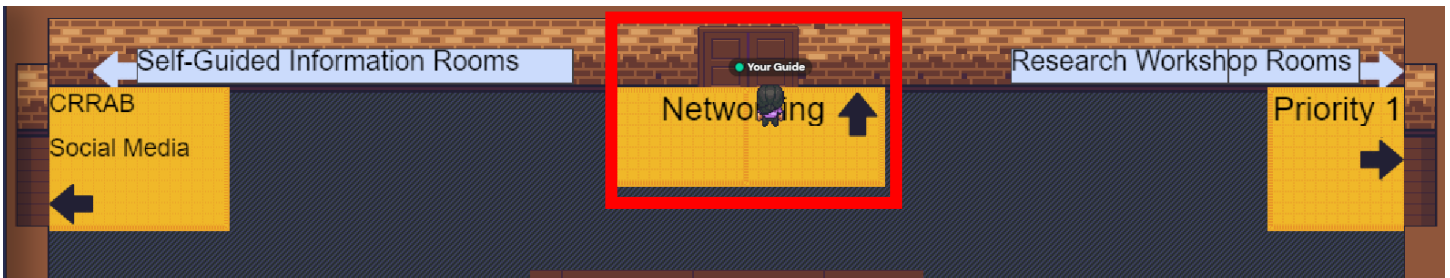 Self-Guided Information Rooms
Research Workshop Rooms
Your Guide
CRRAB
Social Media
Networking
Priority 1